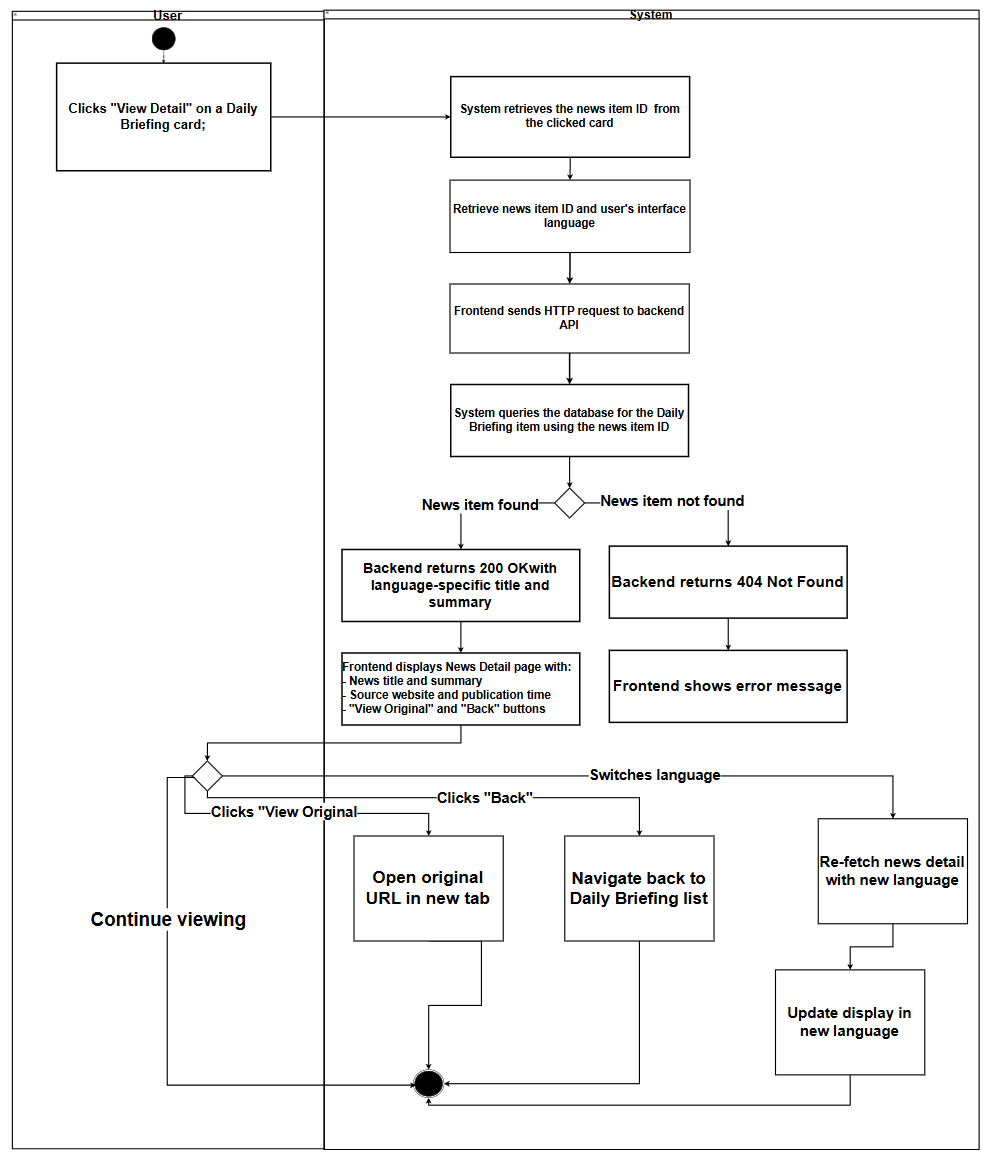 User
System
Clicks "View Detail" on a Daily
Briefing card;
System retrieves the news item ID  from
the clicked card
Retrieve news item ID and user's interface
language
Frontend sends HTTP request to backend
API
System queries the database for the Daily
Briefing item using the news item ID
News item found
News item not found
Backend returns 200 OKwith
language-specific title and
summary
Backend returns 404 Not Found
Frontend displays News Detail page with:
- News title and summary
- Source website and publication time
- "View Original" and "Back" buttons
Frontend shows error message
Switches language
Clicks "Back"
Clicks "View Original
Open original
URL in new tab
Navigate back to
Daily Briefing list
Re-fetch news detail
with new language
Continue viewing
Update display in
new language